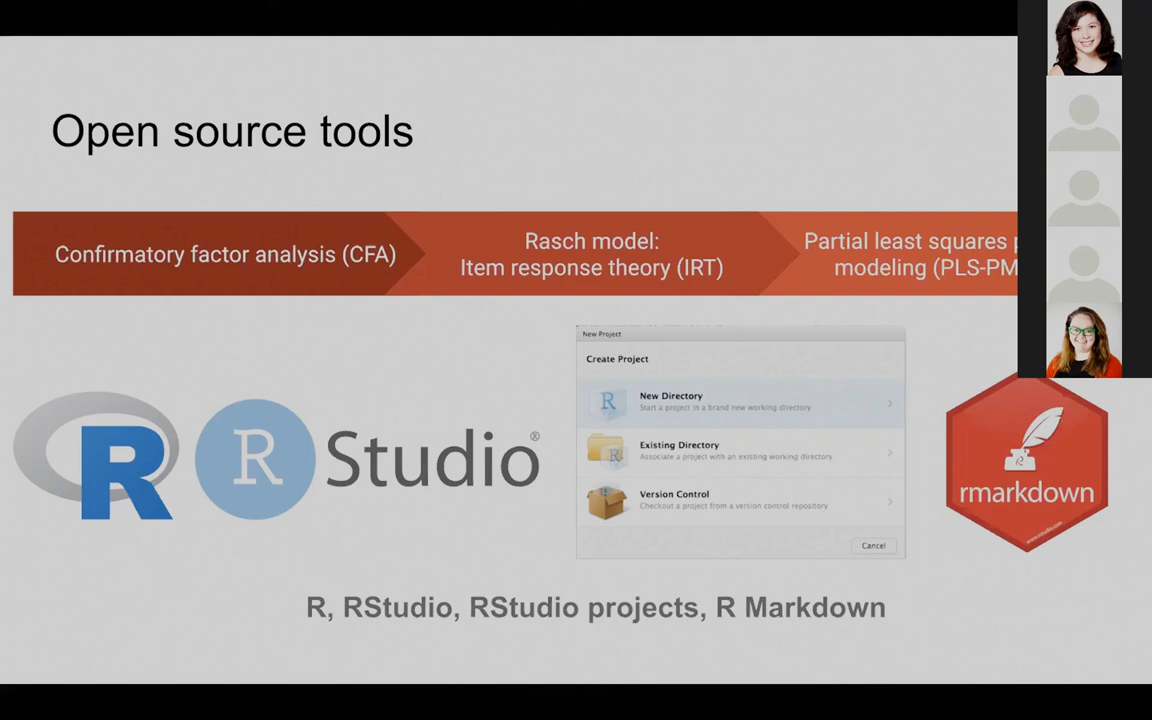 Open source tools
Confirmatory factor analysis (CFA)
Rasch model:
Item response theory (IRT)
Partial least squares
modeling (PLS-PM
New Project
Create Project
New Directory
Start a project in a brand new working directory
Existing Directory
Associate a project with an existing working directory
Version Control
Checkout a project from a version control repository
Cancel
R
R Studio®
rmarkdown
R, RStudio, RStudio projects, R Markdown